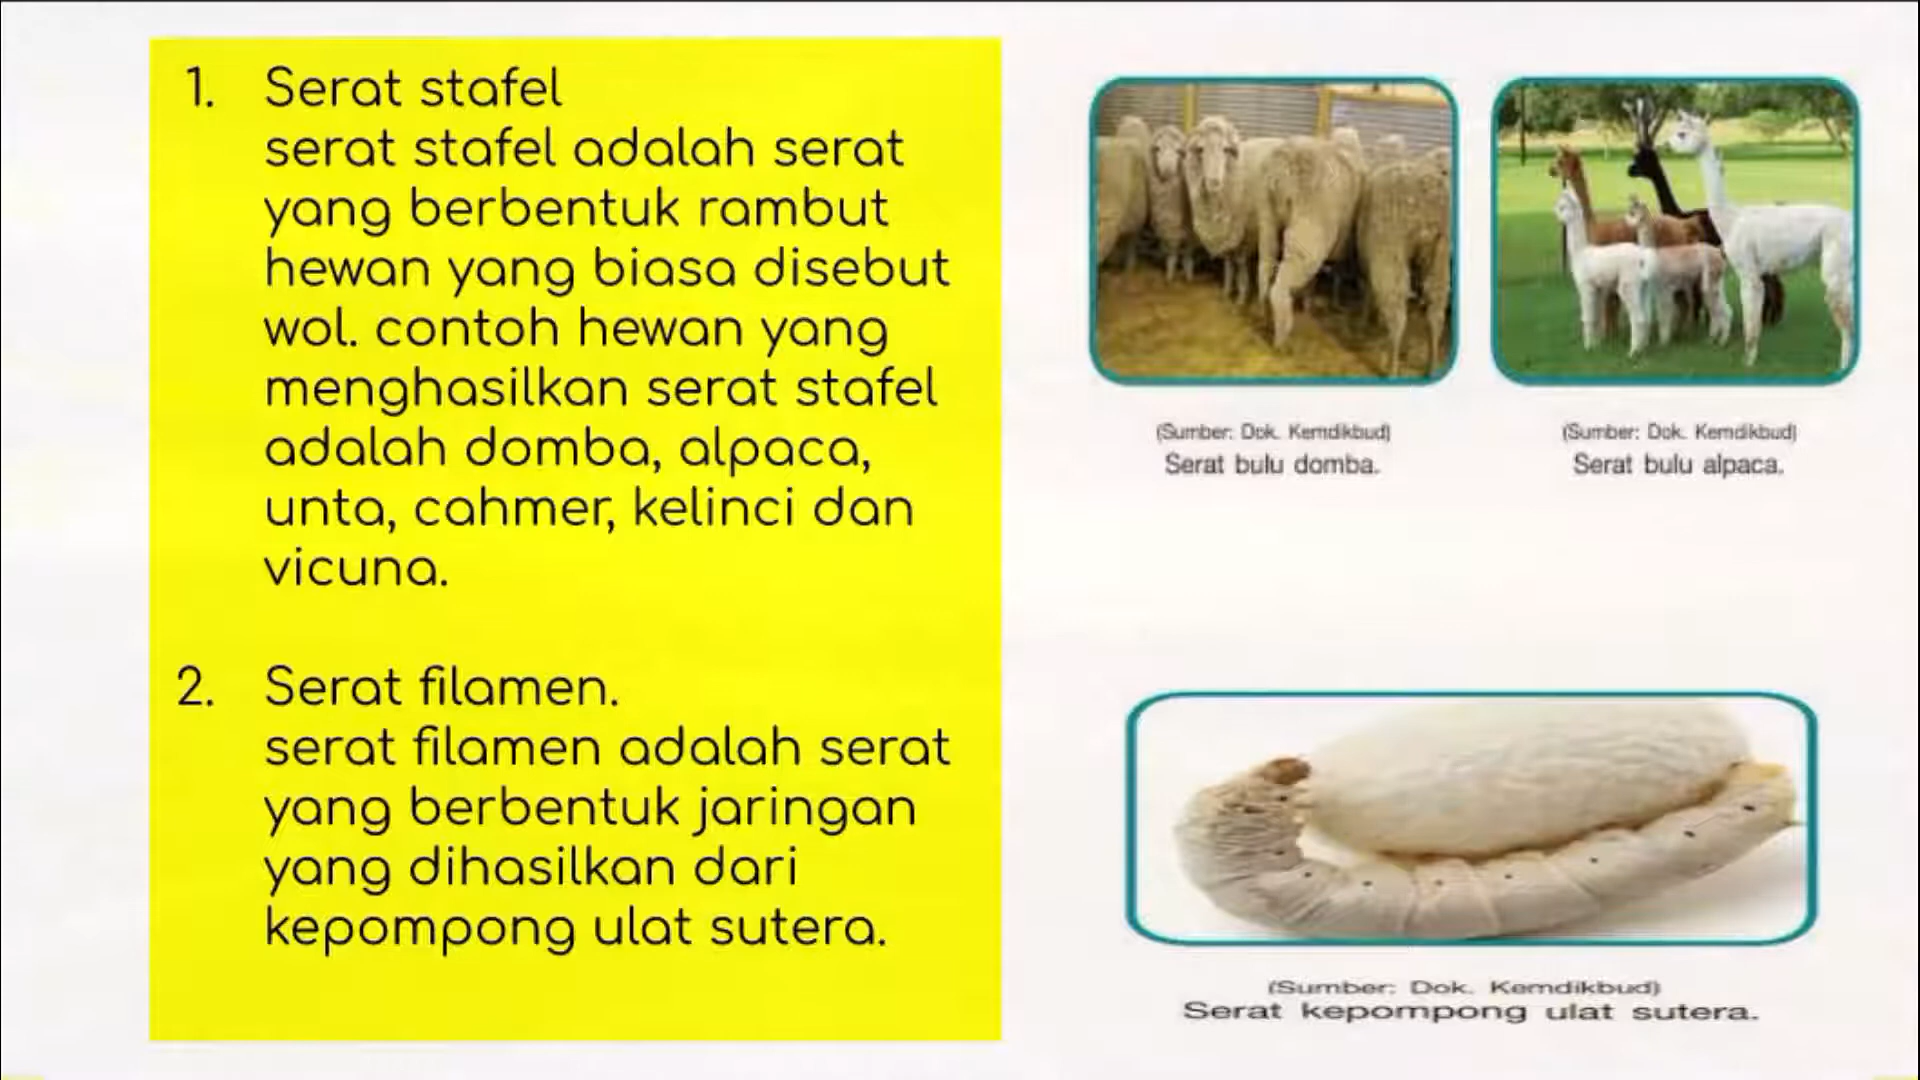 1. Serat stafel
serat stafel adalah serat
yang berbentuk rambut
hewan yang biasa disebut
wol. contoh hewan yang
menghasilkan serat stafel
adalah domba, alpaca,
unta, cahmer, kelinci dan
vicuna.
2. Serat filamen.
serat filamen adalah serat
yang berbentuk jaringan
yang dihasilkan dari
kepompong ulat sutera.
(Sumber: Dok. Kemdikbud)
Serat bulu domba.
(Sumber: Dok. Kemdikbud)
Serat bulu alpaca.
(Sumber: Dok. Kemdikbud)
Serat kepompong ulat sutera.